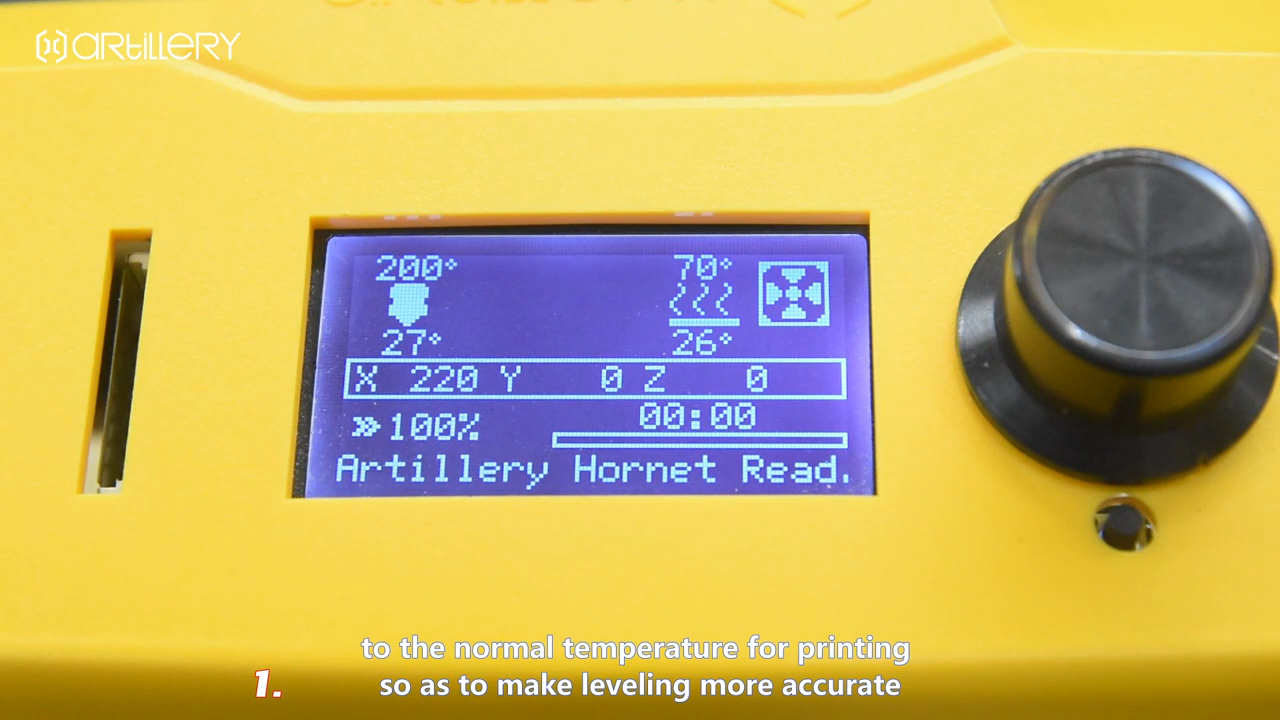 ARtillERY
200° 70°
27° 26°
X 220 Y 0 Z 0
»100% 00:00
Artillery Hornet Read.
to the normal temperature for printing
1. so as to make leveling more accurate